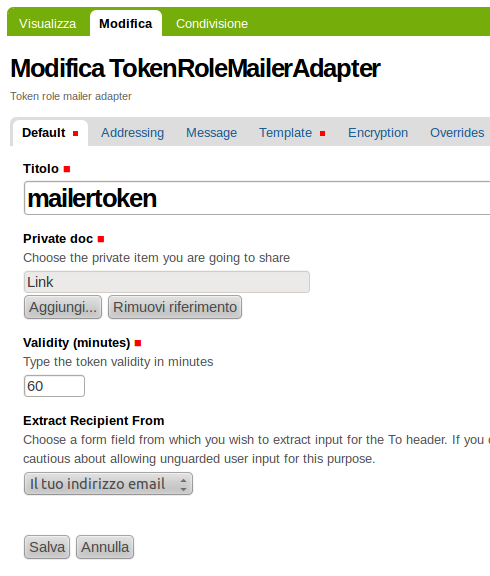 Visualizza Modifica Condivisione
Modifica TokenRoleMailerAdapter
Token role mailer adapter
Default Addressing Message Template Encryption Overrides
Titolo
mailertoken
Private doc
Choose the private item you are going to share
Link
Aggiungi... Rimuovi riferimento
Validity (minutes)
Type the token validity in minutes
60
Extract Recipient From
Choose a form field from which you wish to extract input for the To header. If you
cautious about allowing unguarded user input for this purpose.
Il tuo indirizzo email
Salva Annulla